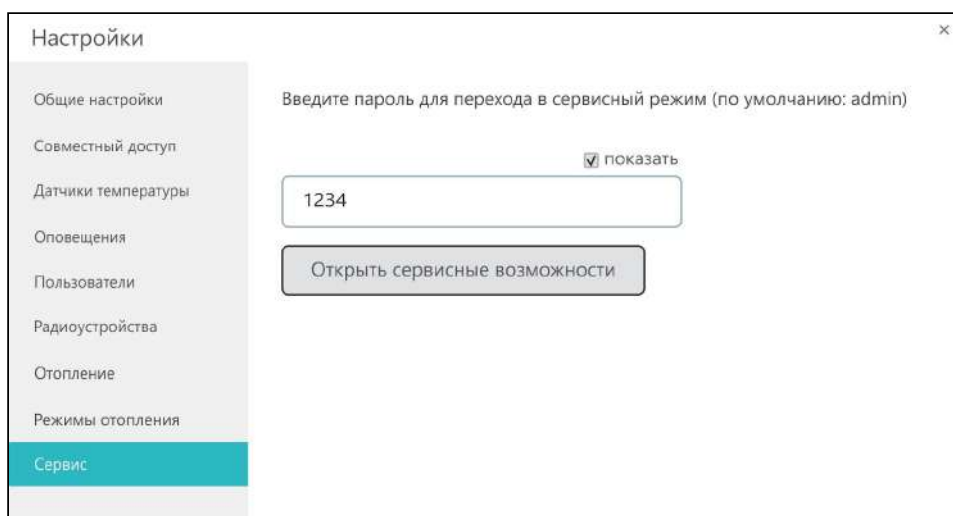 Настройки
×
Общие настройки
Совместный доступ
Датчики температуры
Оповещения
Пользователи
Радиоустройства
Отопление
Режимы отопления
Сервис
Введите пароль для перехода в сервисный режим (по умолчанию: admin)
показать
1234
Открыть сервисные возможности